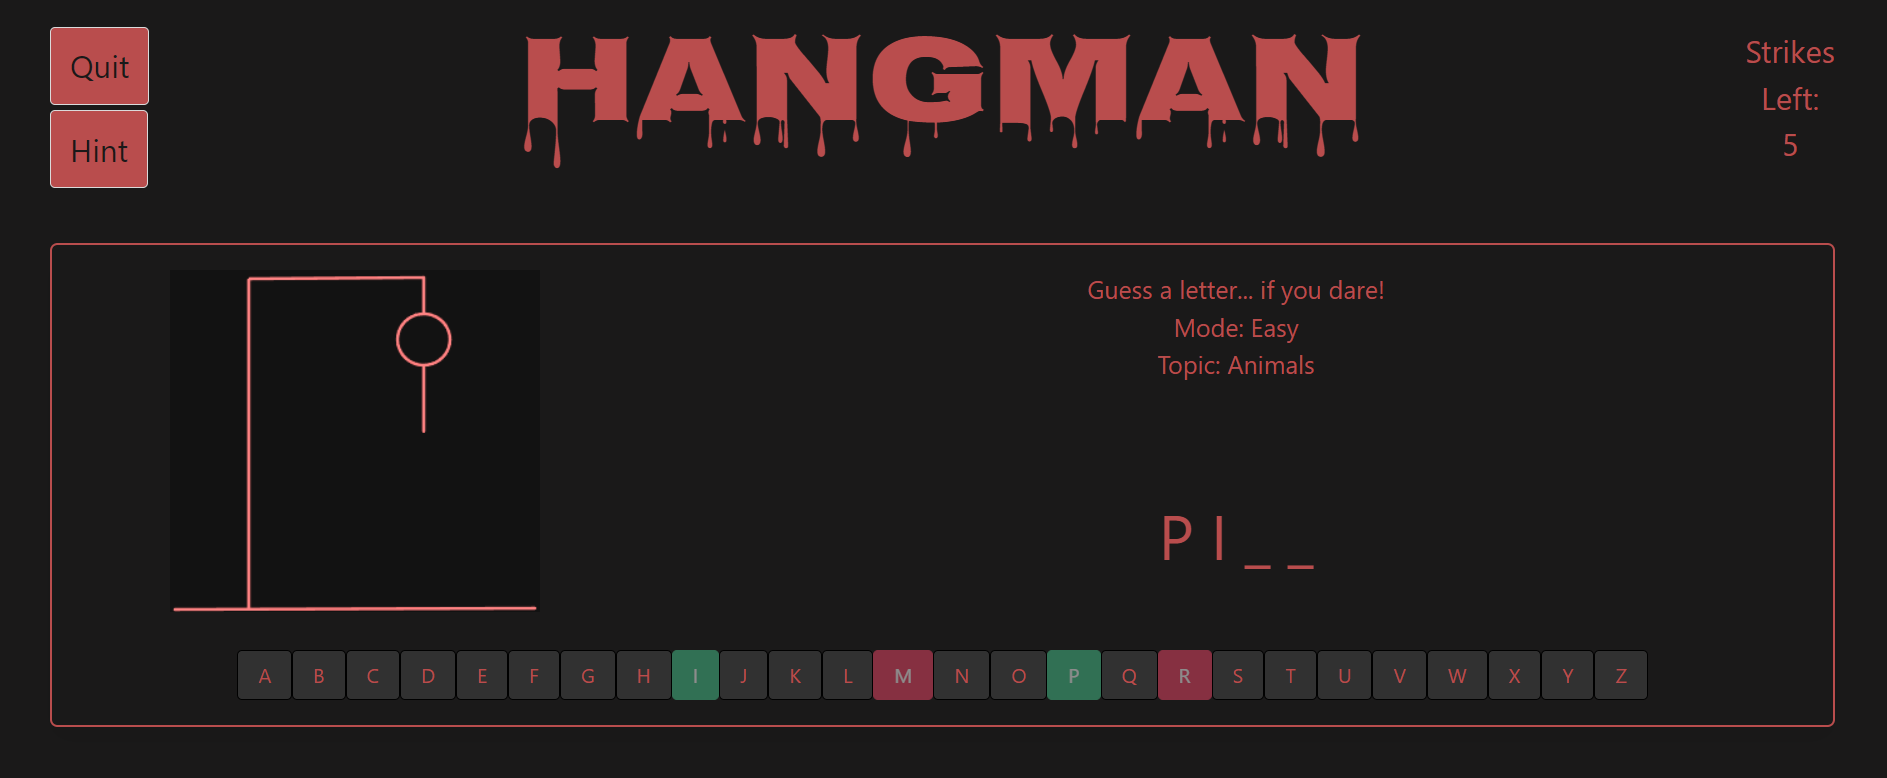 Quit
Hint
HANGMAN
Strikes
Left:
5
Guess a letter... if you dare!
Mode: Easy
Topic: Animals
P I _ _
A B C D E F G H I J K L M N O P Q R S T U V W X Y Z